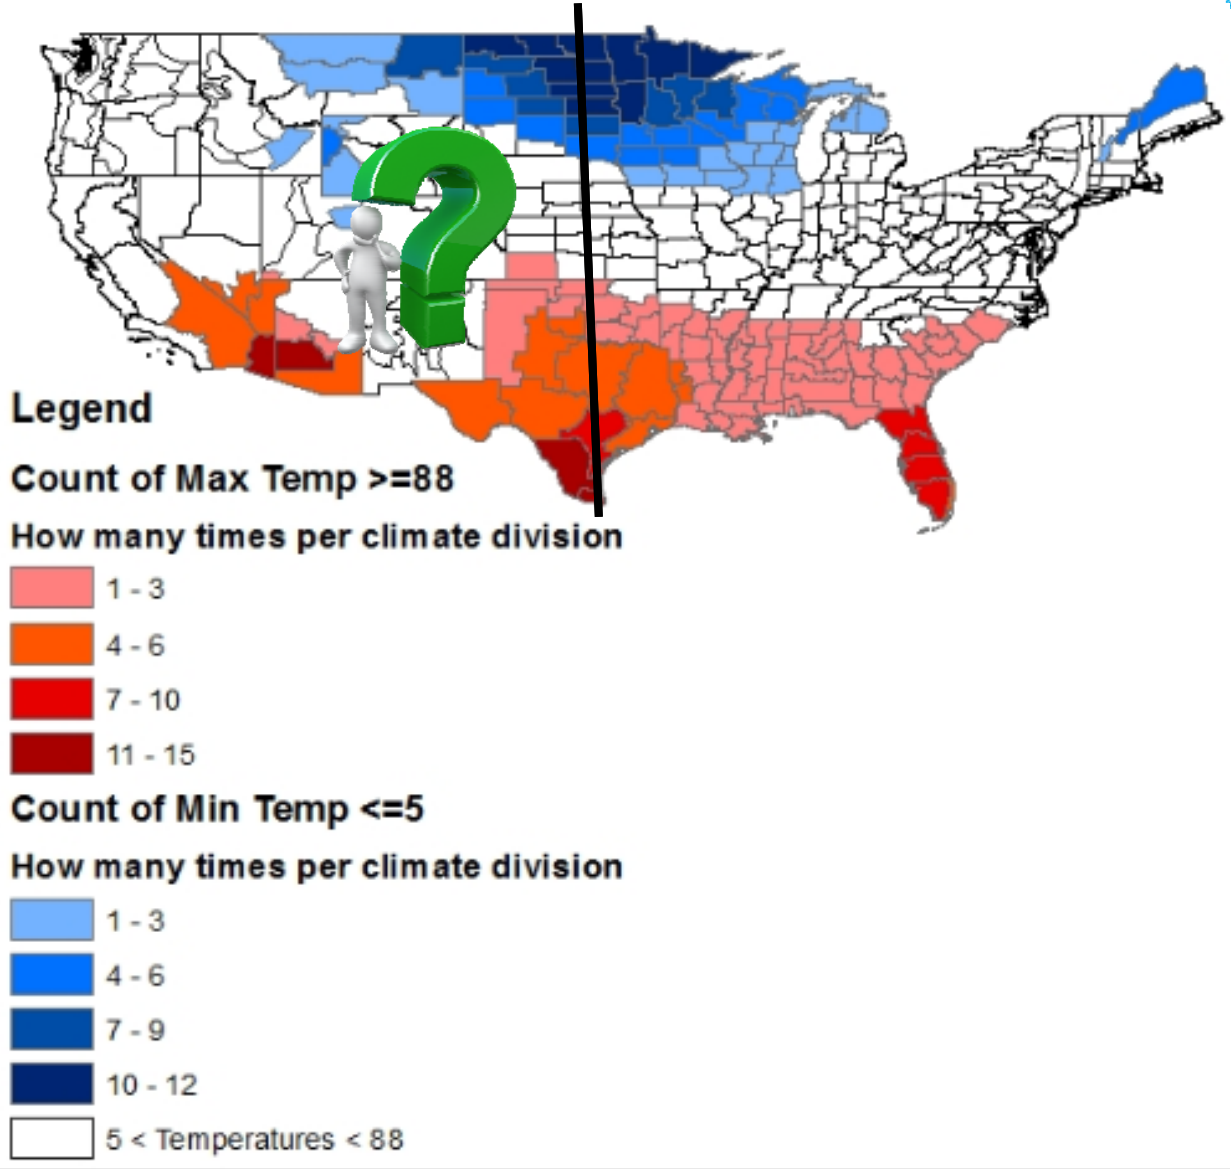 Legend
Count of Max Temp >=88
How many times per climate division
1 - 3
4 - 6
7 - 10
11 - 15
Count of Min Temp <=5
How many times per climate division
1 - 3
4 - 6
7 - 9
10 - 12
5 < Temperatures < 88